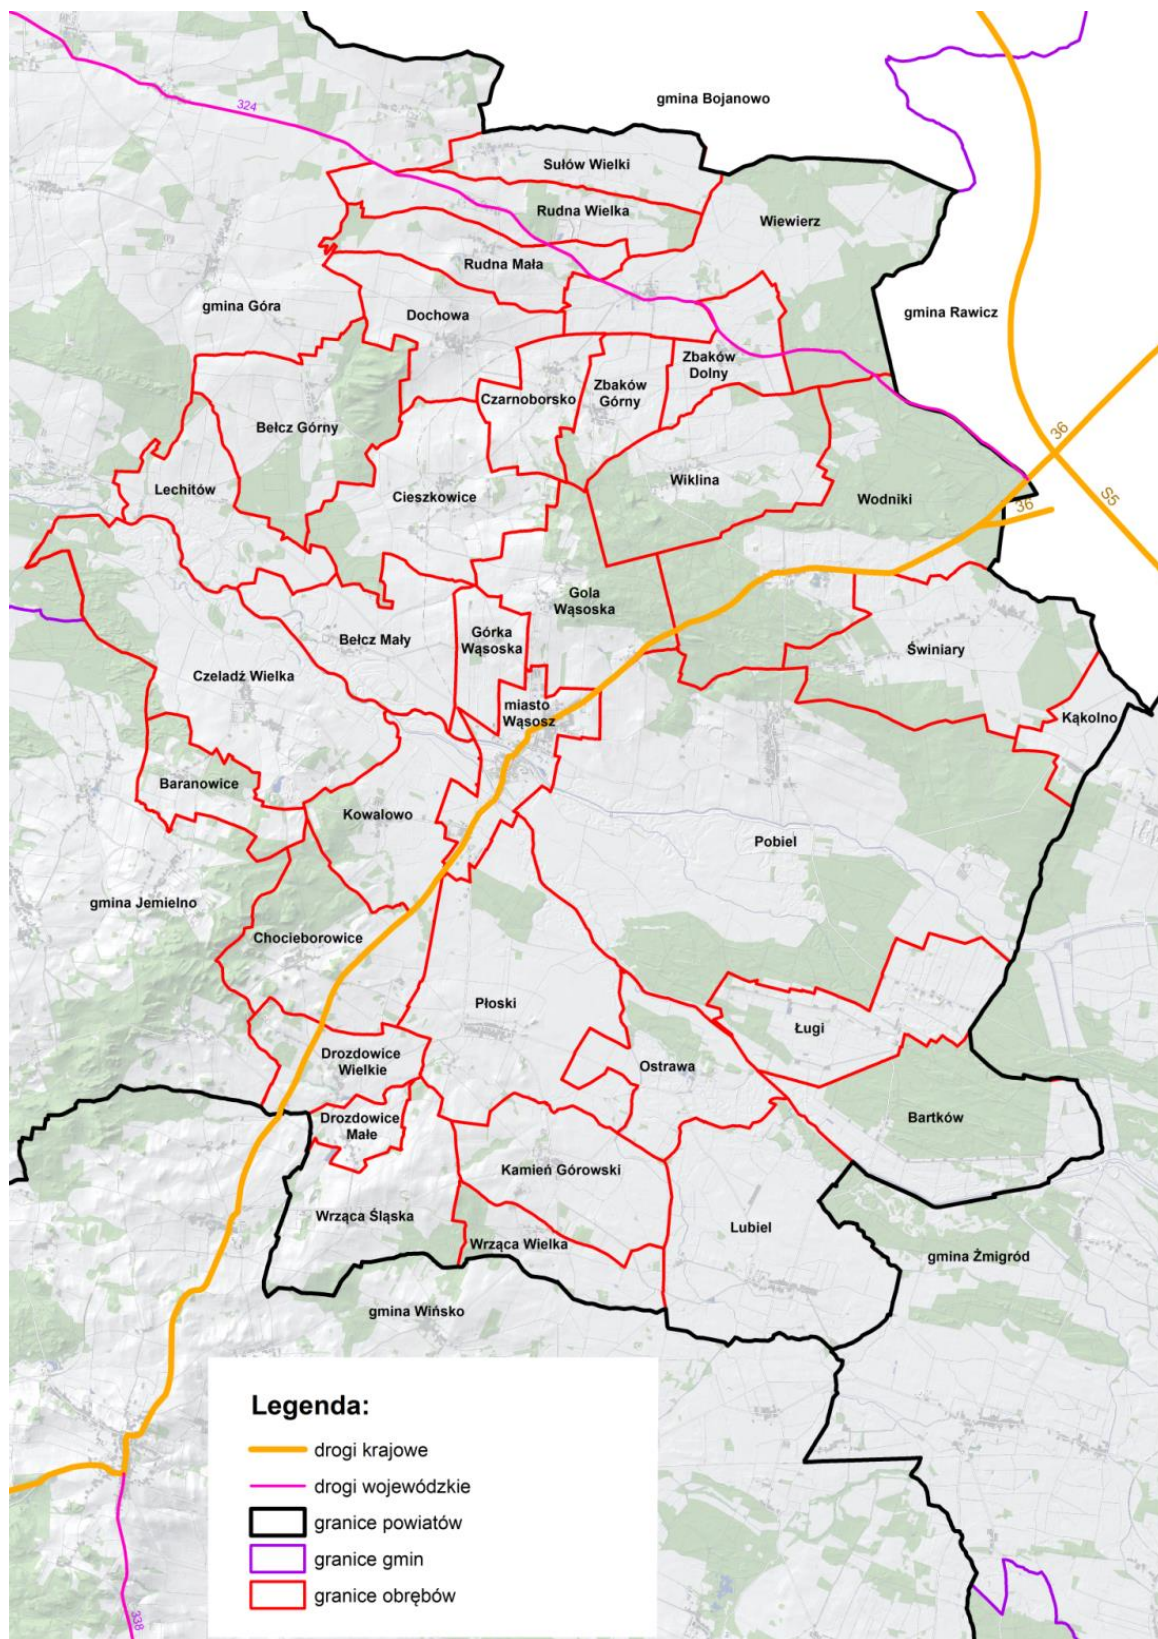 gmina Bojanowo
324
Sułów Wielki
Rudna Wielka
Wiewierz
Rudna Mała
gmina Góra
Dochowa
gmina Rawicz
Zbaków
Dolny
Zbaków
Górny
Czarnoborsko
Bełcz Górny
36
Wiklina
Lechitów
Cieszkowice
Wodniki
S5
36
Gola
Wąsoska
Bełcz Mały
Górka
Wąsoska
Świniary
Czeladź Wielka
miasto
Wąsosz
Kąkolno
Baranowice
Kowalowo
Pobiel
gmina Jemielno
Chocieborowice
Płoski
Ługi
Drozdowice
Wielkie
Ostrawa
Drozdowice
Małe
Bartków
Kamień Górowski
Wrząca Śląska
Lubiel
Wrząca Wielka
gmina Żmigród
gmina Wińsko
Legenda:
drogi krajowe
drogi wojewódzkie
granice powiatów
granice gmin
granice obrębów
338